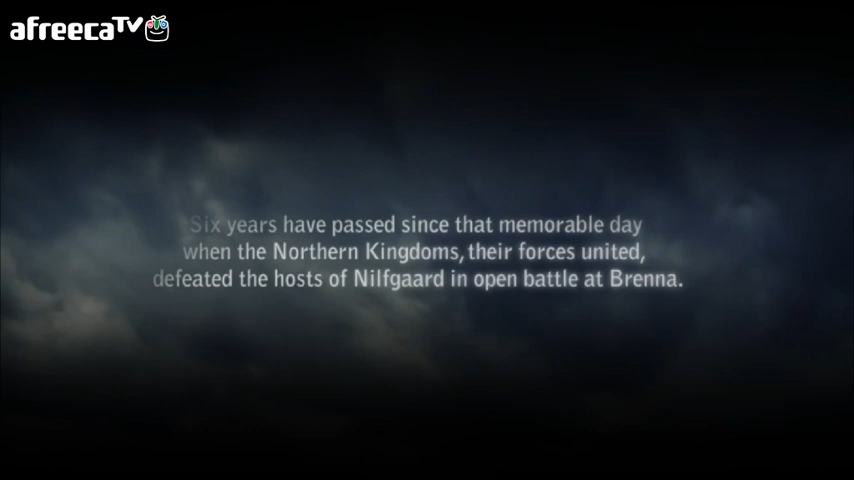 afreecaTV
Six years have passed since that memorable day
when the Northern Kingdoms, their forces united,
defeated the hosts of Nilfgaard in open battle at Brenna.